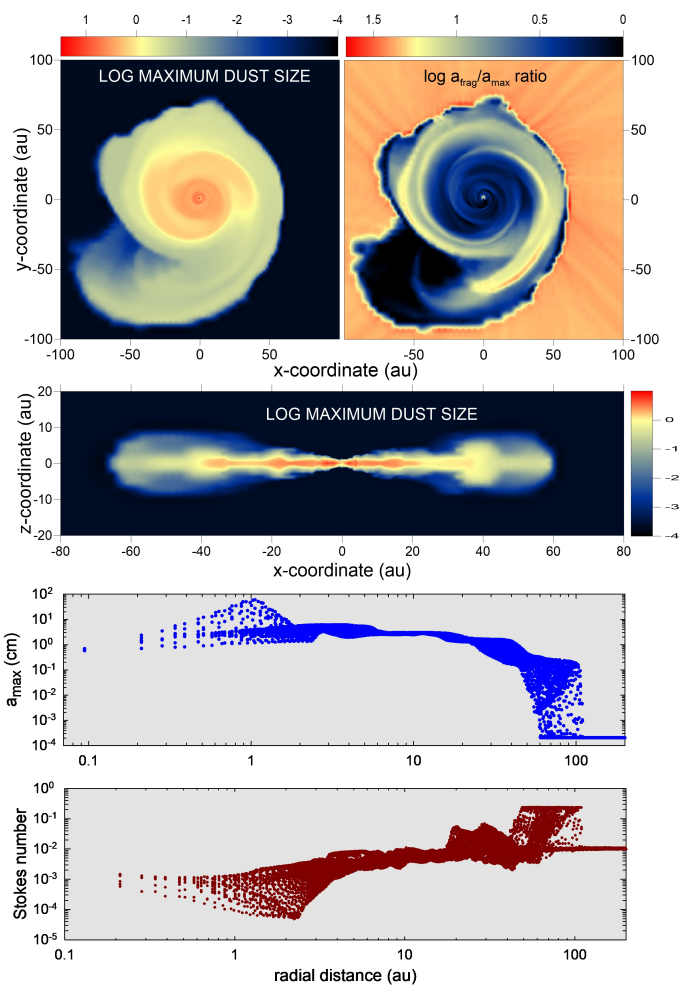 1 0 -1 -2 -3 -4 1.5 1 0.5 0
100 LOG MAXIMUM DUST SIZE log a_frag/a_max ratio 100
50 50
0 0
-50 -50
-100 -100
y-coordinate (au)
-100 -50 0 50 -50 0 50 100
x-coordinate (au)
20 LOG MAXIMUM DUST SIZE
10 0
0 -1
-10 -2
-3
-20 -4
z-coordinate (au)
-80 -60 -40 -20 0 20 40 60 80
x-coordinate (au)
10^2
10^1
10^0
10^-1
10^-2
10^-3
10^-4
a_max (cm)
0.1 1 10 100
10^0
10^-1
10^-2
10^-3
10^-4
10^-5
Stokes number
0.1 1 10 100
radial distance (au)